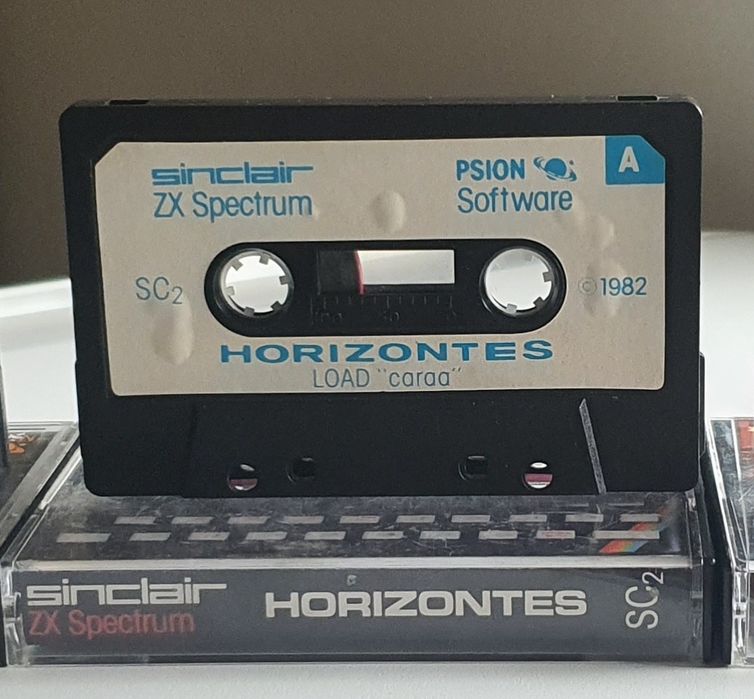 sinclair
ZX Spectrum
PSION
Software
A
SC2
©1982
HORIZONTES
LOAD "caraa"
sinclair
ZX Spectrum
HORIZONTES
SC2